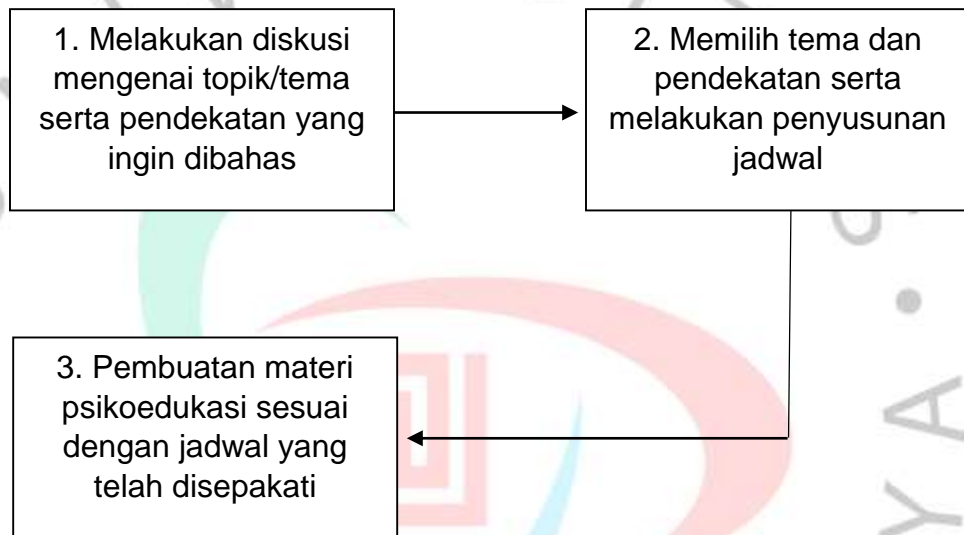 1. Melakukan diskusi
mengenai topik/tema
serta pendekatan yang
ingin dibahas
2. Memilih tema dan
pendekatan serta
melakukan penyusunan
jadwal
3. Pembuatan materi
psikoedukasi sesuai
dengan jadwal yang
telah disepakati
Y A